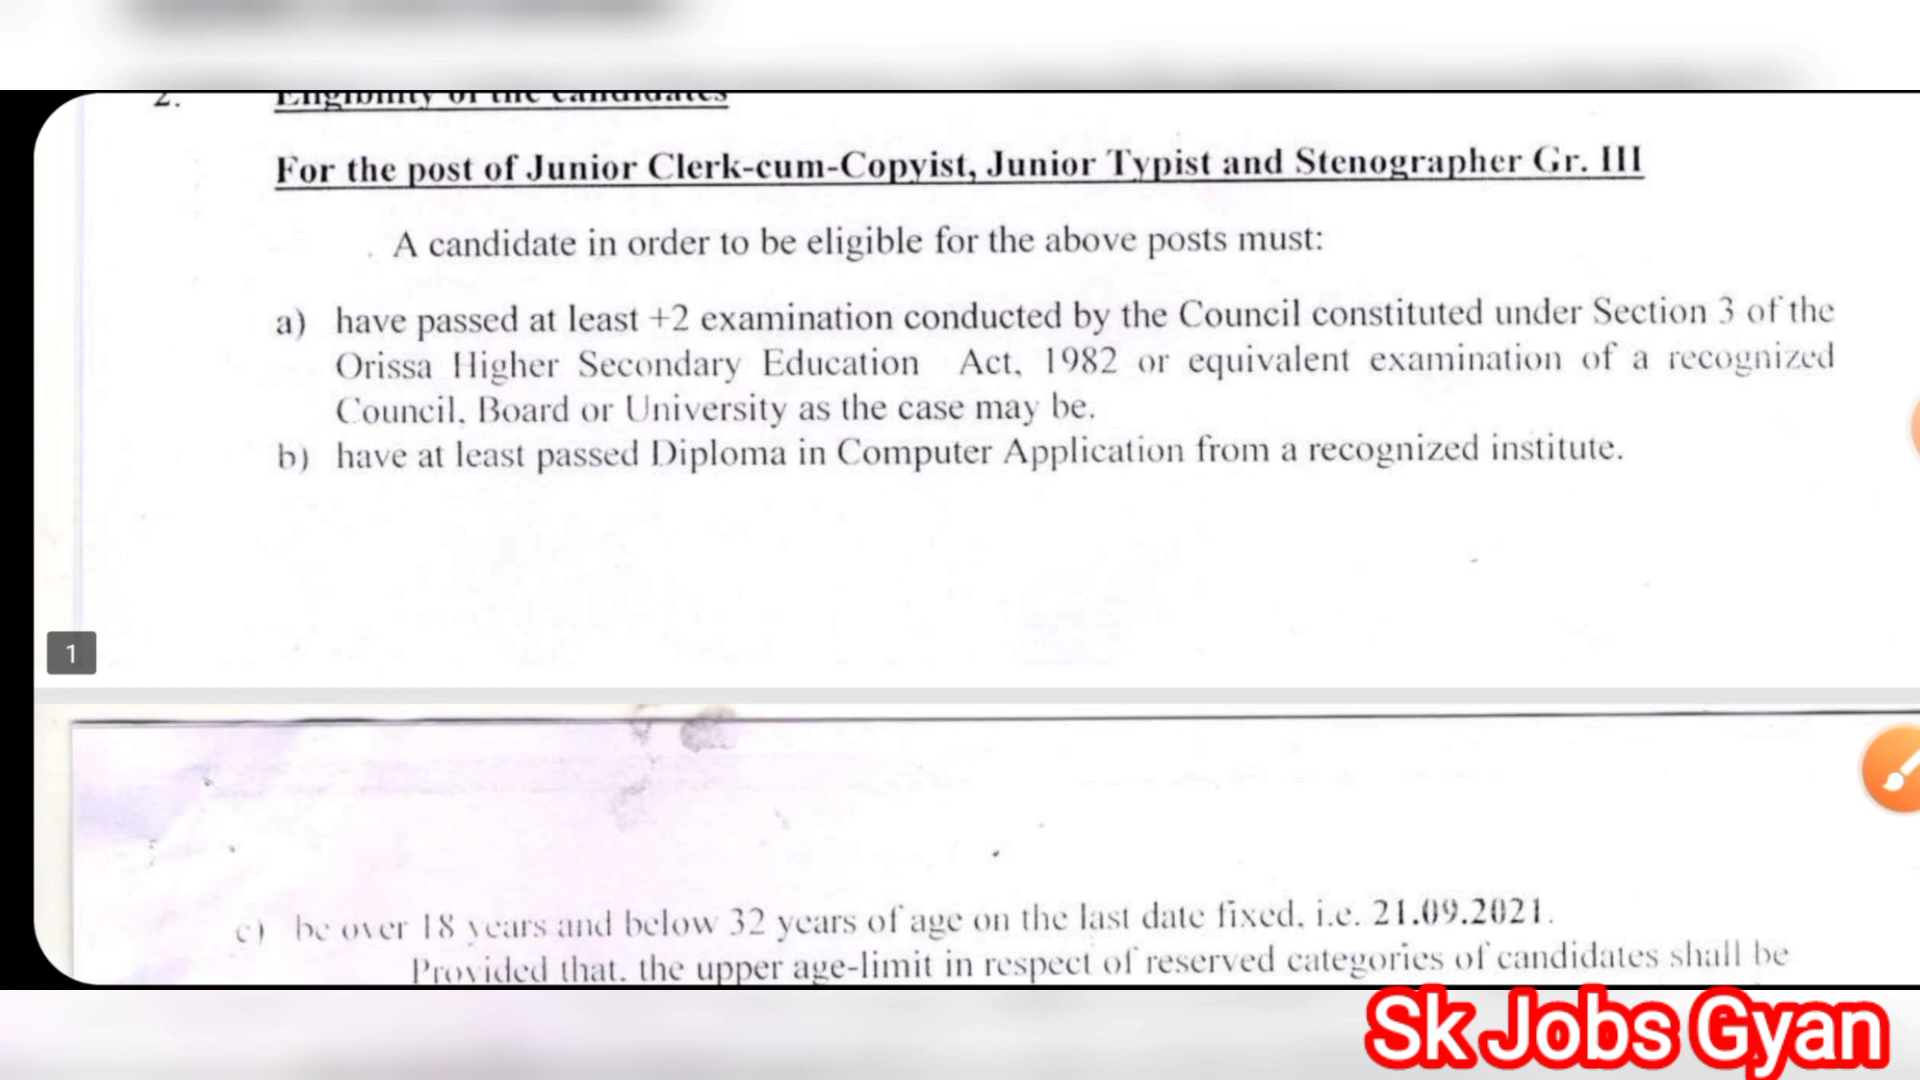 2. Eligibility of the candidates
For the post of Junior Clerk-cum-Copyist, Junior Typist and Stenographer Gr. III
A candidate in order to be eligible for the above posts must:
a) have passed at least +2 examination conducted by the Council constituted under Section 3 of the
Orissa Higher Secondary Education Act, 1982 or equivalent examination of a recognized
Council, Board or University as the case may be.
b) have at least passed Diploma in Computer Application from a recognized institute.
1
c) be over 18 years and below 32 years of age on the last date fixed, i.e. 21.09.2021.
Provided that, the upper age-limit in respect of reserved categories of candidates shall be
Sk Jobs Gyan